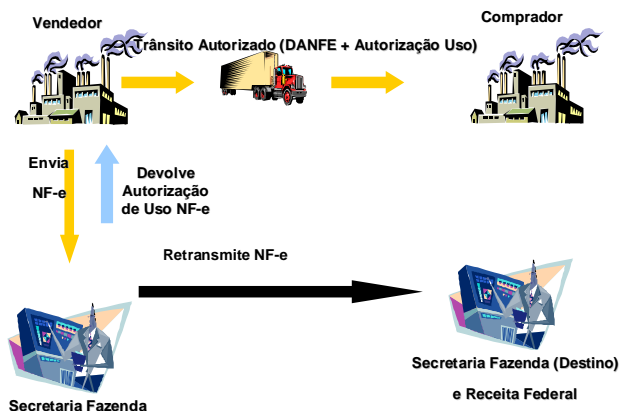 Vendedor
Comprador
Trânsito Autorizado (DANFE + Autorização Uso)
Envia
NF-e
Devolve
Autorização
de Uso NF-e
Retransmite NF-e
Secretaria Fazenda
Secretaria Fazenda (Destino)
e Receita Federal